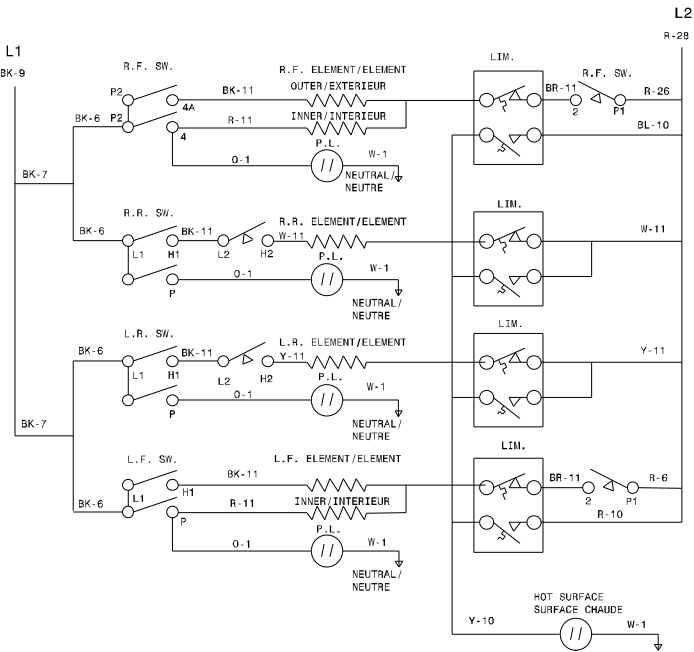 L2
R-28
L1
BK-9
R.F. SW.
R.F. ELEMENT/ELEMENT
OUTER/EXTERIEUR
LIM.
BR-11
R.F. SW.
P2
BK-11
4A
2
P1
R-26
BK-6
P2
R-11
INNER/INTERIEUR
BL-10
4
P.L.
O-1
W-1
NEUTRAL/
NEUTRE
BK-7
R.R. SW.
R.R. ELEMENT/ELEMENT
LIM.
BK-6
BK-11
W-11
W-11
L1
H1
L2
H2
P.L.
O-1
W-1
P
NEUTRAL/
NEUTRE
L.R. SW.
L.R. ELEMENT/ELEMENT
LIM.
BK-6
BK-11
Y-11
Y-11
L1
H1
L2
H2
P.L.
O-1
W-1
P
NEUTRAL/
NEUTRE
BK-7
L.F. SW.
L.F. ELEMENT/ELEMENT
LIM.
BK-11
BR-11
R-6
H1
2
P1
BK-6
L1
R-11
INNER/INTERIEUR
R-10
P
P.L.
O-1
W-1
NEUTRAL/
NEUTRE
HOT SURFACE
SURFACE CHAUDE
Y-10
W-1